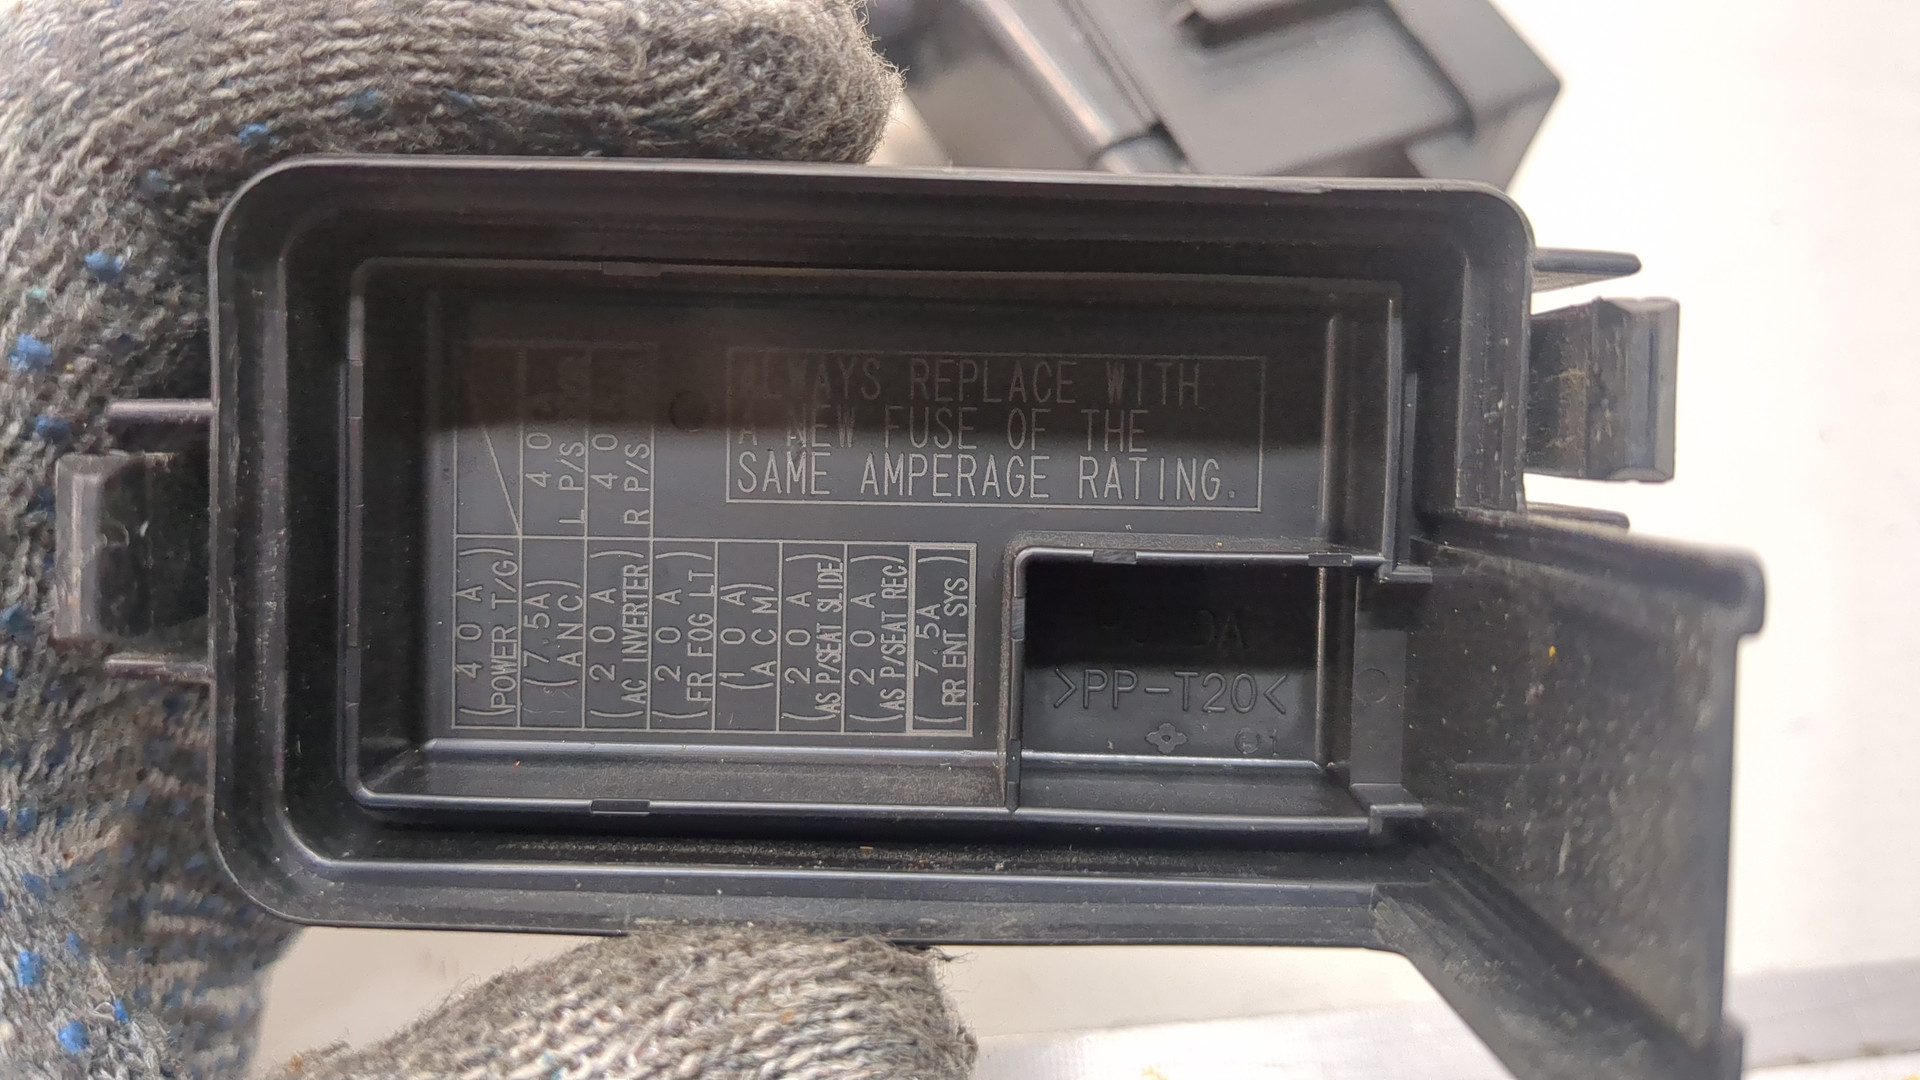 ALWAYS REPLACE WITH
A NEW FUSE OF THE
SAME AMPERAGE RATING.
40
L P/S
40
R P/S
(40A)
(POWER T/G)
(7.5A)
(ANC)
(20A)
(AC INVERTER)
(20A)
(FR FOG LT)
(10A)
(ACM)
(20A)
(AS P/SEAT SLIDE)
(20A)
(AS P/SEAT REC)
(7.5A
(RR ENT SYS)
>PP-T20<